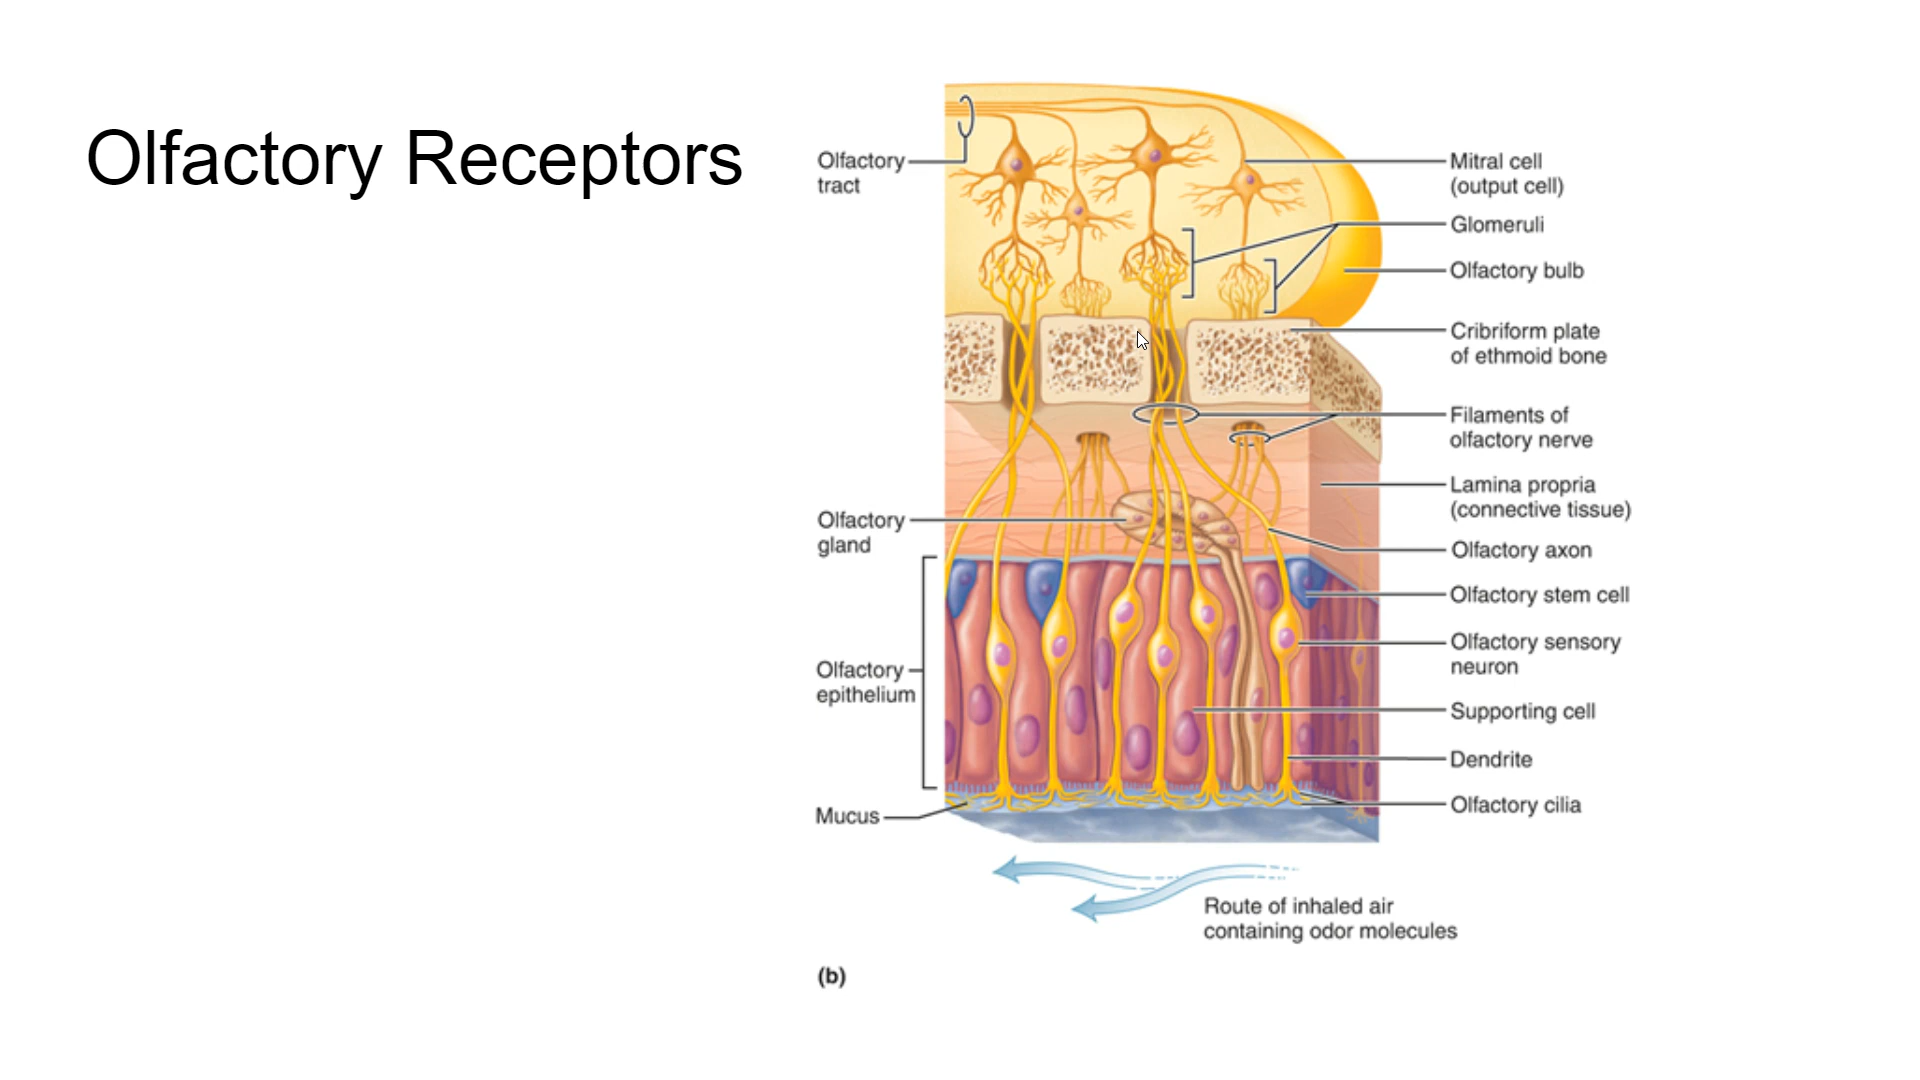 Olfactory Receptors
Olfactory
tract
Olfactory
gland
Olfactory
epithelium
Mucus
Mitral cell
(output cell)
Glomeruli
Olfactory bulb
Cribriform plate
of ethmoid bone
Filaments of
olfactory nerve
Lamina propria
(connective tissue)
Olfactory axon
Olfactory stem cell
Olfactory sensory
neuron
Supporting cell
Dendrite
Olfactory cilia
Route of inhaled air
containing odor molecules
(b)